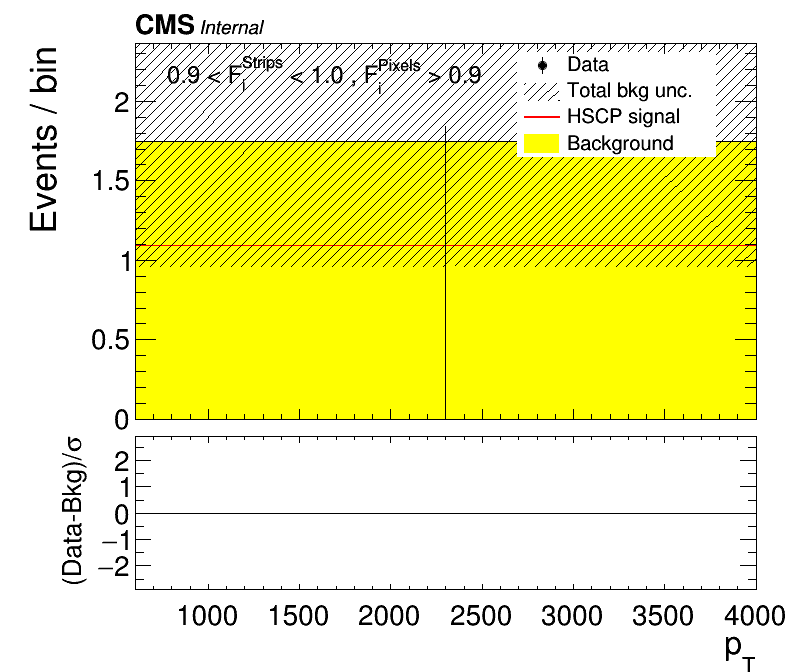 CMS Internal
Events / bin
0.9 < F_i^Strips < 1.0 , F_i^Pixels > 0.9
Data
Total bkg unc.
HSCP signal
Background
2
1.5
1
0.5
0
(Data-Bkg)/σ
2
1
0
−1
−2
1000 1500 2000 2500 3000 3500 4000
p_T